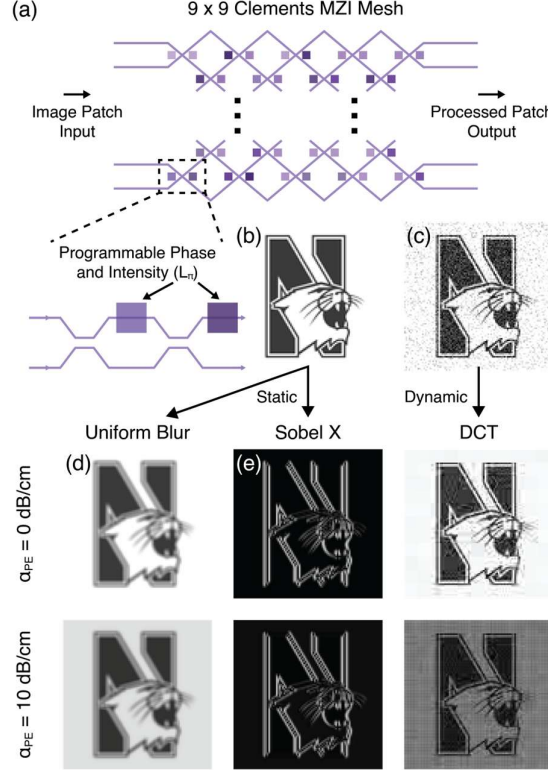 (a)
9 x 9 Clements MZI Mesh
Image Patch
Input
Processed Patch
Output
Programmable Phase
and Intensity (Lπ)
(b)
(c)
Static
Dynamic
Uniform Blur
Sobel X
DCT
(d)
(e)
αPE = 0 dB/cm
αPE = 10 dB/cm